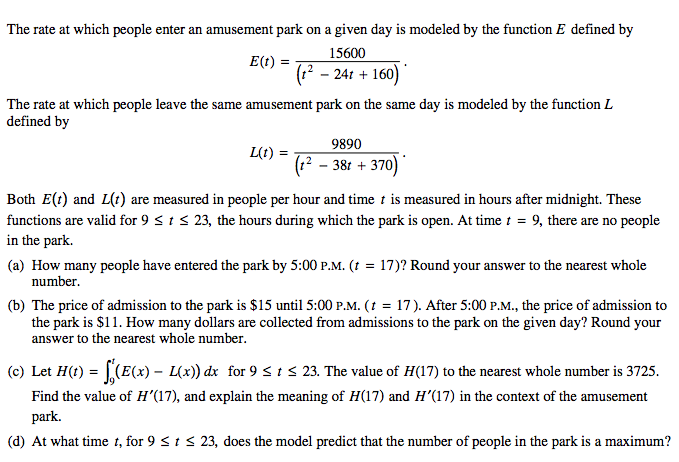 The rate at which people enter an amusement park on a given day is modeled by the function E defined by
E(t) = 15600 / (t² − 24t + 160) .
The rate at which people leave the same amusement park on the same day is modeled by the function L
defined by
L(t) = 9890 / (t² − 38t + 370) .
Both E(t) and L(t) are measured in people per hour and time t is measured in hours after midnight. These
functions are valid for 9 ≤ t ≤ 23, the hours during which the park is open. At time t = 9, there are no people
in the park.
(a) How many people have entered the park by 5:00 P.M. (t = 17)? Round your answer to the nearest whole
number.
(b) The price of admission to the park is $15 until 5:00 P.M. (t = 17 ). After 5:00 P.M., the price of admission to
the park is $11. How many dollars are collected from admissions to the park on the given day? Round your
answer to the nearest whole number.
(c) Let H(t) = ∫₉ᵗ(E(x) − L(x)) dx for 9 ≤ t ≤ 23. The value of H(17) to the nearest whole number is 3725.
Find the value of H′(17), and explain the meaning of H(17) and H′(17) in the context of the amusement
park.
(d) At what time t, for 9 ≤ t ≤ 23, does the model predict that the number of people in the park is a maximum?